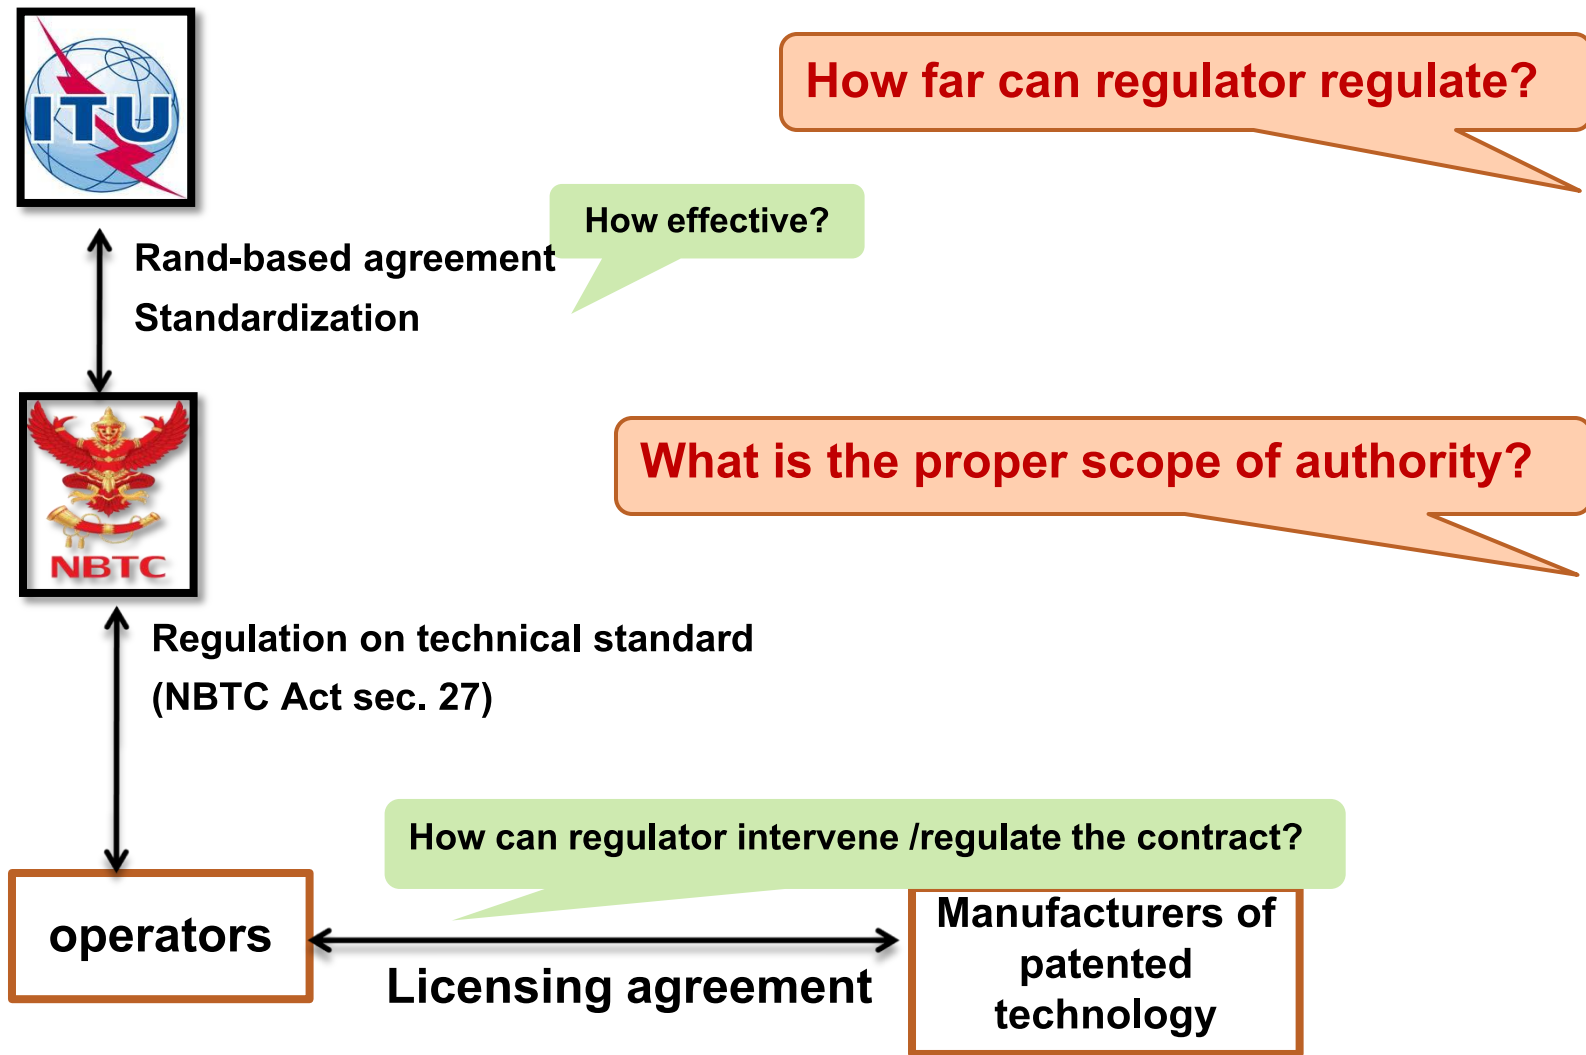 ITU
How far can regulator regulate?
How effective?
Rand-based agreement
Standardization
What is the proper scope of authority?
NBTC
Regulation on technical standard
(NBTC Act sec. 27)
How can regulator intervene /regulate the contract?
operators
Licensing agreement
Manufacturers of
patented
technology